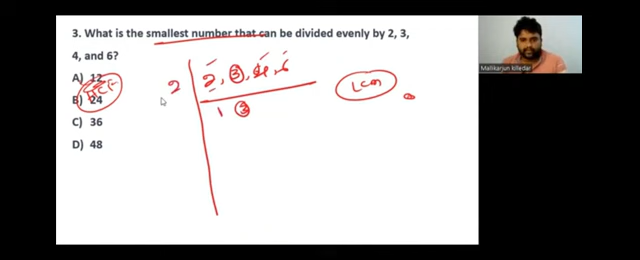 3. What is the smallest number that can be divided evenly by 2, 3,
4, and 6?
A) 12
B) 24
C) 36
D) 48
HCF
2
2, 3, 4, 6
1 3
LCM
Mallikarjun killedar